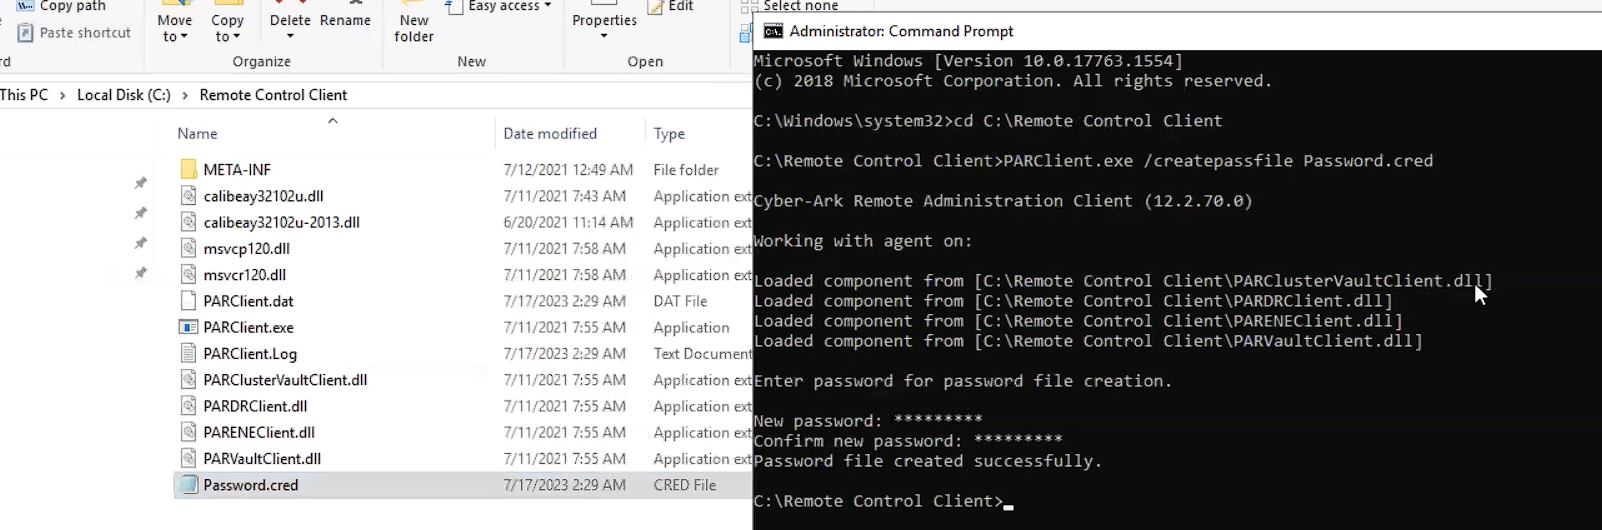 Copy path
Paste shortcut
Move to
Copy to
Delete
Rename
New folder
Easy access
Properties
Edit
Select none
rd
Organize
New
Open
This PC > Local Disk (C:) > Remote Control Client
Name Date modified Type
META-INF 7/12/2021 12:49 AM File folder
calibeay32102u.dll 7/11/2021 7:43 AM Application ext
calibeay32102u-2013.dll 6/20/2021 11:14 AM Application ext
msvcp120.dll 7/11/2021 7:58 AM Application ext
msvcr120.dll 7/11/2021 7:58 AM Application ext
PARClient.dat 7/17/2023 2:29 AM DAT File
PARClient.exe 7/11/2021 7:55 AM Application
PARClient.Log 7/17/2023 2:29 AM Text Document
PARClusterVaultClient.dll 7/11/2021 7:55 AM Application ext
PARDRClient.dll 7/11/2021 7:55 AM Application ext
PARENEClient.dll 7/11/2021 7:55 AM Application ext
PARVaultClient.dll 7/11/2021 7:55 AM Application ext
Password.cred 7/17/2023 2:29 AM CRED File
Administrator: Command Prompt
Microsoft Windows [Version 10.0.17763.1554]
(c) 2018 Microsoft Corporation. All rights reserved.
C:\Windows\system32>cd C:\Remote Control Client
C:\Remote Control Client>PARClient.exe /createpassfile Password.cred
Cyber-Ark Remote Administration Client (12.2.70.0)
Working with agent on:
Loaded component from [C:\Remote Control Client\PARClusterVaultClient.dll]
Loaded component from [C:\Remote Control Client\PARDRClient.dll]
Loaded component from [C:\Remote Control Client\PARENEClient.dll]
Loaded component from [C:\Remote Control Client\PARVaultClient.dll]
Enter password for password file creation.
New password: *********
Confirm new password: *********
Password file created successfully.
C:\Remote Control Client>